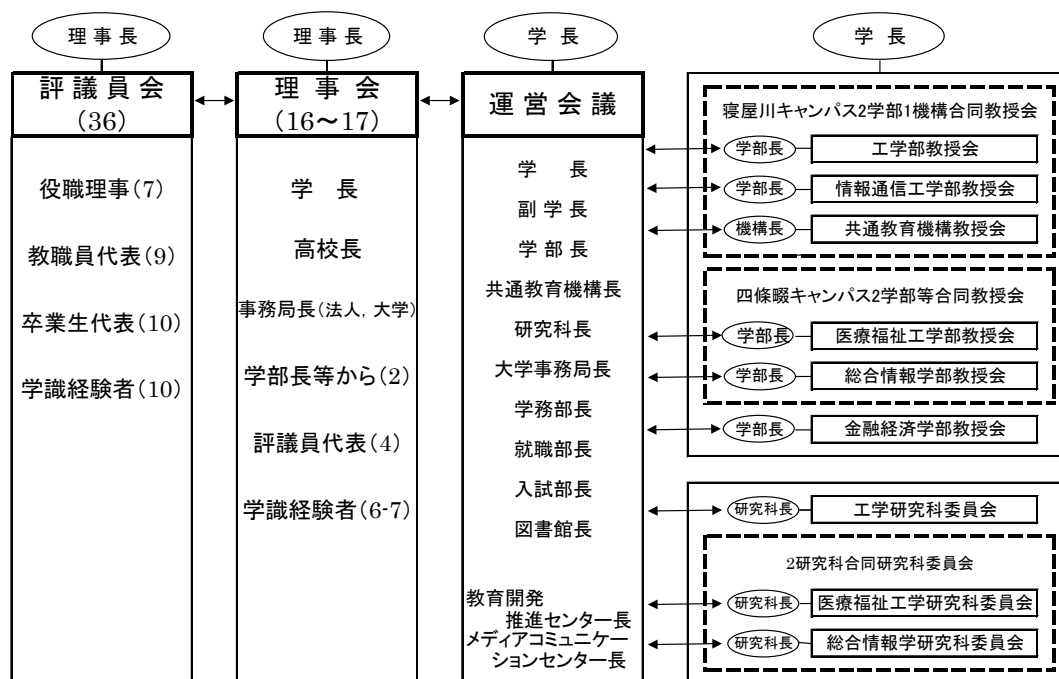 理事長
評議員会
(36)
役職理事(7)
教職員代表(9)
卒業生代表(10)
学識経験者(10)
理事長
理事会
(16～17)
学長
高校長
事務局長(法人, 大学)
学部長等から(2)
評議員代表(4)
学識経験者(6-7)
学長
運営会議
学長
副学長
学部長
共通教育機構長
研究科長
大学事務局長
学務部長
就職部長
入試部長
図書館長
教育開発
推進センター長
メディアコミュニケー
ションセンター長
学長
寝屋川キャンパス2学部1機構合同教授会
学部長 工学部教授会
学部長 情報通信工学部教授会
機構長 共通教育機構教授会
四條畷キャンパス2学部等合同教授会
学部長 医療福祉工学部教授会
学部長 総合情報学部教授会
学部長 金融経済学部教授会
研究科長 工学研究科委員会
2研究科合同研究科委員会
研究科長 医療福祉工学研究科委員会
研究科長 総合情報学研究科委員会